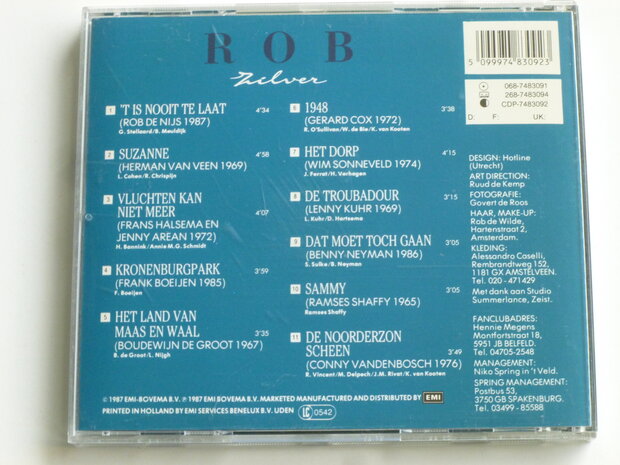 ROB
Zilver
1 'T IS NOOIT TE LAAT 4'34
(ROB DE NIJS 1987)
G. Stellaard/B. Meuldijk
2 SUZANNE 4'58
(HERMAN VAN VEEN 1969)
L. Cohen/R. Chrispijn
3 VLUCHTEN KAN
NIET MEER 4'07
(FRANS HALSEMA EN
JENNY AREAN 1972)
H. Bannink/Annie M.G. Schmidt
4 KRONENBURGPARK 3'59
(FRANK BOEIJEN 1985)
F. Boeijen
5 HET LAND VAN
MAAS EN WAAL 3'35
(BOUDEWIJN DE GROOT 1967)
B. de Groot/L. Nijgh
6 1948 3'38
(GERARD COX 1972)
R. O'Sullivan/W. de Bie/K. van Kooten
7 HET DORP 4'15
(WIM SONNEVELD 1974)
J. Ferrat/H. Verhagen
8 DE TROUBADOUR 3'15
(LENNY KUHR 1969)
L. Kuhr/D. Hartsema
9 DAT MOET TOCH GAAN 3'05
(BENNY NEYMAN 1986)
S. Sulke/B. Neyman
10 SAMMY 3'05
(RAMSES SHAFFY 1965)
Ramses Shaffy
11 DE NOORDERZON
SCHEEN 3'49
(CONNY VANDENBOSCH 1976)
R. Vincent/M. Delpech/J.M. Rivat/K. van Kooten
5 099974 830923
068-7483091
268-7483094
CDP-7483092
D: F: UK:
DESIGN: Hotline
(Utrecht)
ART DIRECTION:
Ruud de Kemp
FOTOGRAFIE:
Govert de Roos
HAAR, MAKE-UP:
Rob de Wilde,
Hartenstraat 2,
Amsterdam.
KLEDING:
Alessandro Caselli,
Rembrandtweg 152,
1181 GX AMSTELVEEN.
Tel. 020 - 471429
Met dank aan Studio
Summerlance, Zeist.
FANCLUBADRES:
Hennie Megens
Montfortstraat 18,
5951 JB BELFELD.
Tel. 04705-2548
MANAGEMENT:
Niko Spring in 't Veld.
SPRING MANAGEMENT:
Postbus 53,
3750 GB SPAKENBURG.
Tel. 03499 - 85588
© 1987 EMI-BOVEMA B.V. ℗ 1987 EMI BOVEMA B.V. MARKETED MANUFACTURED AND DISTRIBUTED BY EMI
PRINTED IN HOLLAND BY EMI SERVICES BENELUX B.V. UDEN LC 0542